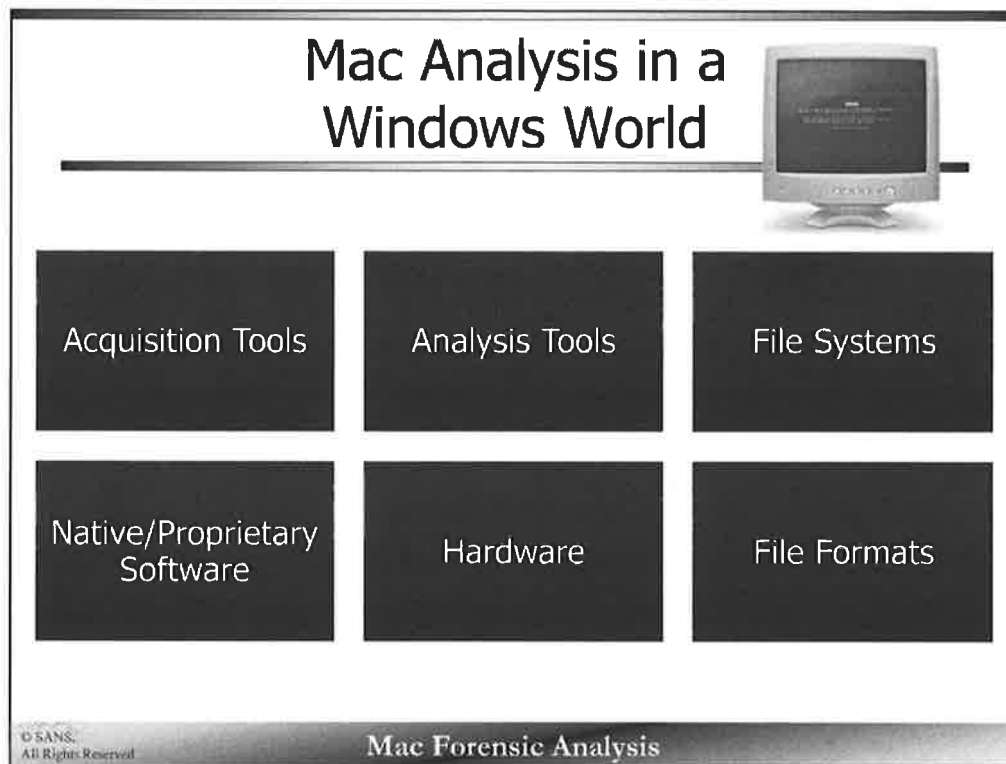 Mac Analysis in a
Windows World
Acquisition Tools
Analysis Tools
File Systems
Native/Proprietary
Software
Hardware
File Formats
© SANS,
All Rights Reserved
Mac Forensic Analysis